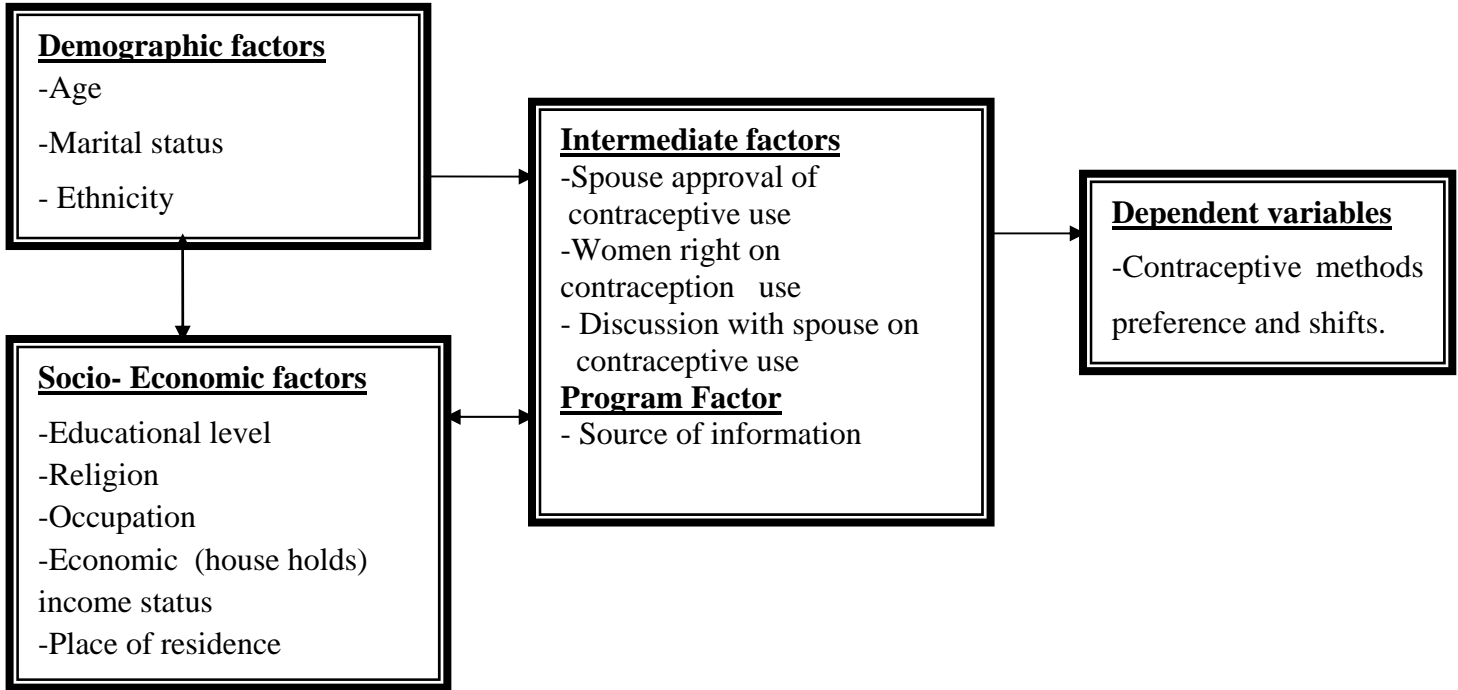 Demographic factors
-Age
-Marital status
- Ethnicity
Socio- Economic factors
-Educational level
-Religion
-Occupation
-Economic (house holds)
income status
-Place of residence
Intermediate factors
-Spouse approval of
contraceptive use
-Women right on
contraception use
- Discussion with spouse on
contraceptive use
Program Factor
- Source of information
Dependent variables
-Contraceptive methods
preference and shifts.